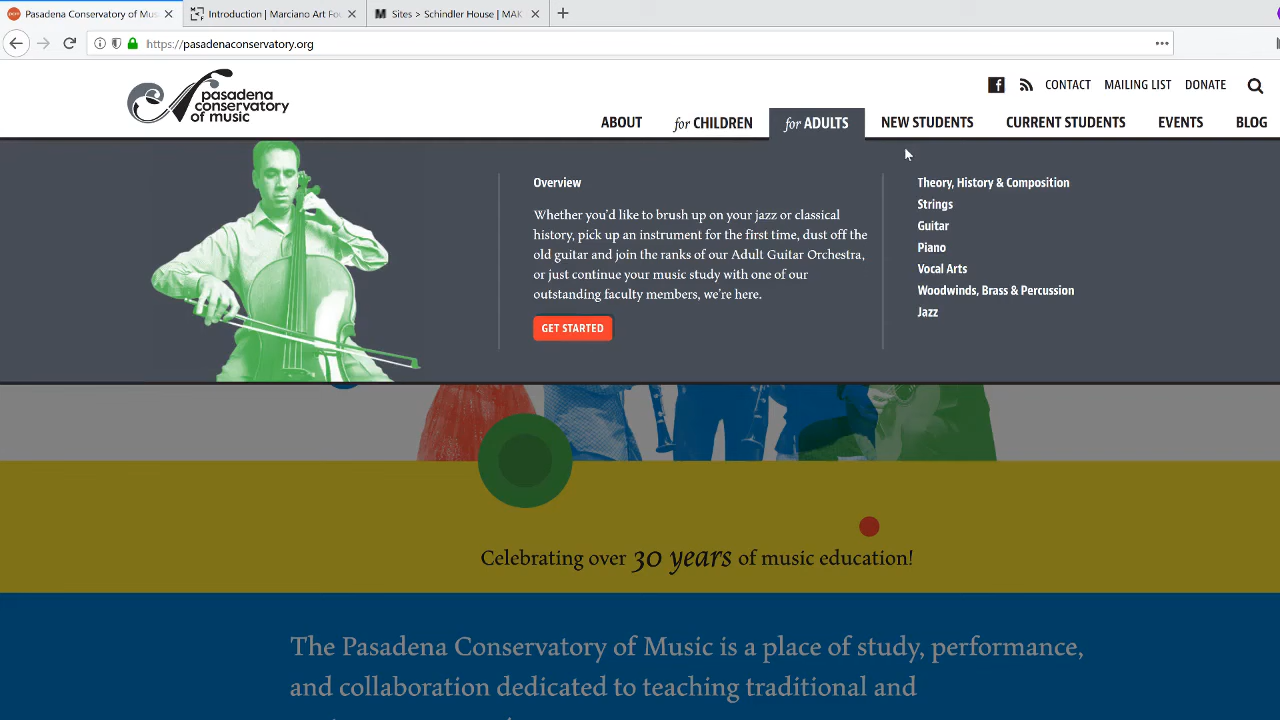 Pasadena Conservatory of Mus
Introduction | Marciano Art Fou
Sites > Schindler House | MAK
https://pasadenaconservatory.org
pasadena
conservatory
of music
CONTACT
MAILING LIST
DONATE
ABOUT
for CHILDREN
for ADULTS
NEW STUDENTS
CURRENT STUDENTS
EVENTS
BLOG
Overview
Whether you'd like to brush up on your jazz or classical
history, pick up an instrument for the first time, dust off the
old guitar and join the ranks of our Adult Guitar Orchestra,
or just continue your music study with one of our
outstanding faculty members, we're here.
GET STARTED
Theory, History & Composition
Strings
Guitar
Piano
Vocal Arts
Woodwinds, Brass & Percussion
Jazz
Celebrating over 30 years of music education!
The Pasadena Conservatory of Music is a place of study, performance,
and collaboration dedicated to teaching traditional and